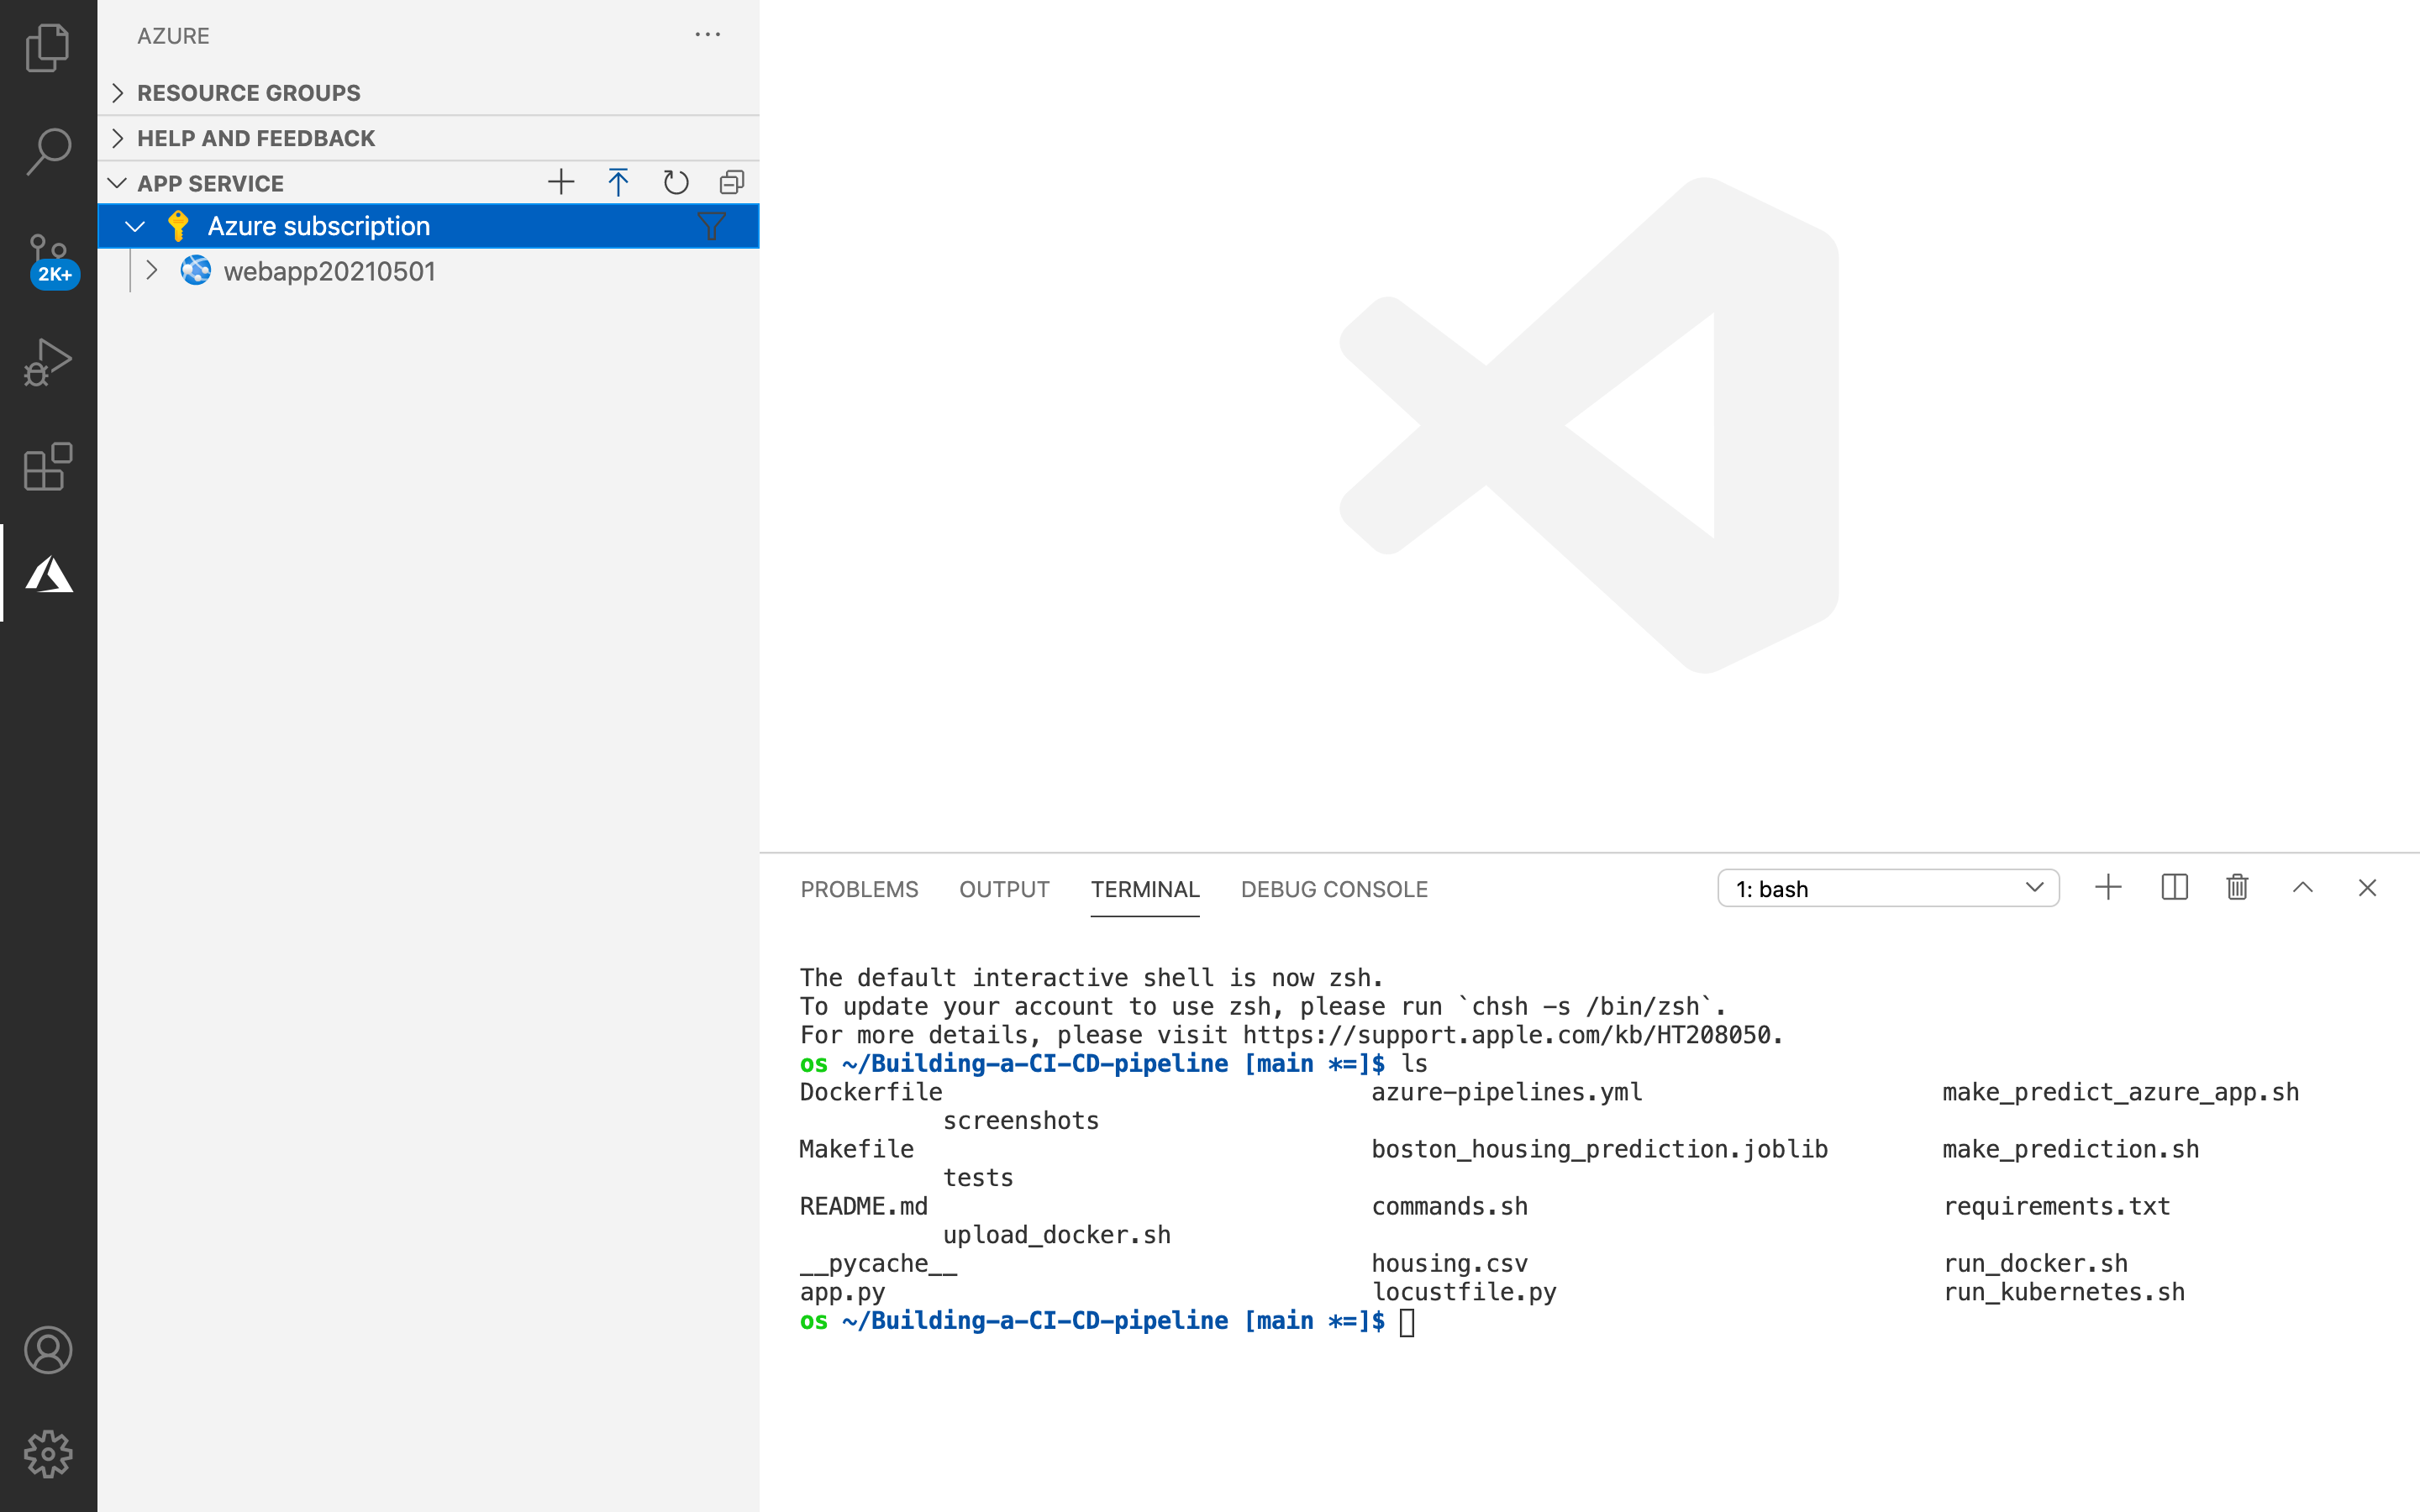 AZURE
RESOURCE GROUPS
HELP AND FEEDBACK
APP SERVICE
Azure subscription
webapp20210501
2K+
PROBLEMS OUTPUT TERMINAL DEBUG CONSOLE 1: bash
The default interactive shell is now zsh.
To update your account to use zsh, please run `chsh -s /bin/zsh`.
For more details, please visit https://support.apple.com/kb/HT208050.
os ~/Building-a-CI-CD-pipeline [main *=]$ ls
Dockerfile azure-pipelines.yml make_predict_azure_app.sh
screenshots
Makefile boston_housing_prediction.joblib make_prediction.sh
tests
README.md commands.sh requirements.txt
upload_docker.sh
__pycache__ housing.csv run_docker.sh
app.py locustfile.py run_kubernetes.sh
os ~/Building-a-CI-CD-pipeline [main *=]$